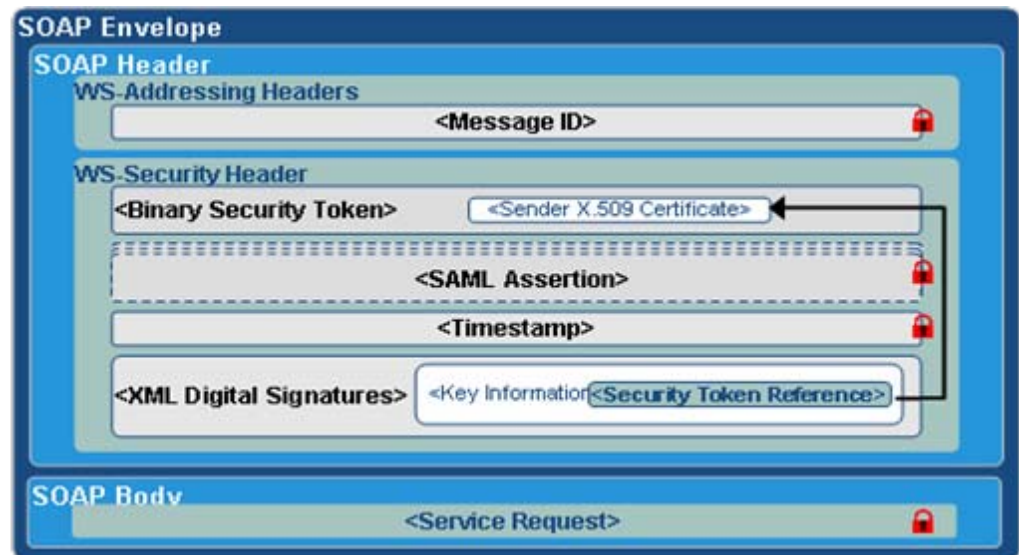 SOAP Envelope
SOAP Header
WS-Addressing Headers
<Message ID>
WS-Security Header
<Binary Security Token> <Sender X.509 Certificate>
<SAML Assertion>
<Timestamp>
<XML Digital Signatures> <Key Information<Security Token Reference>
SOAP Body
<Service Request>